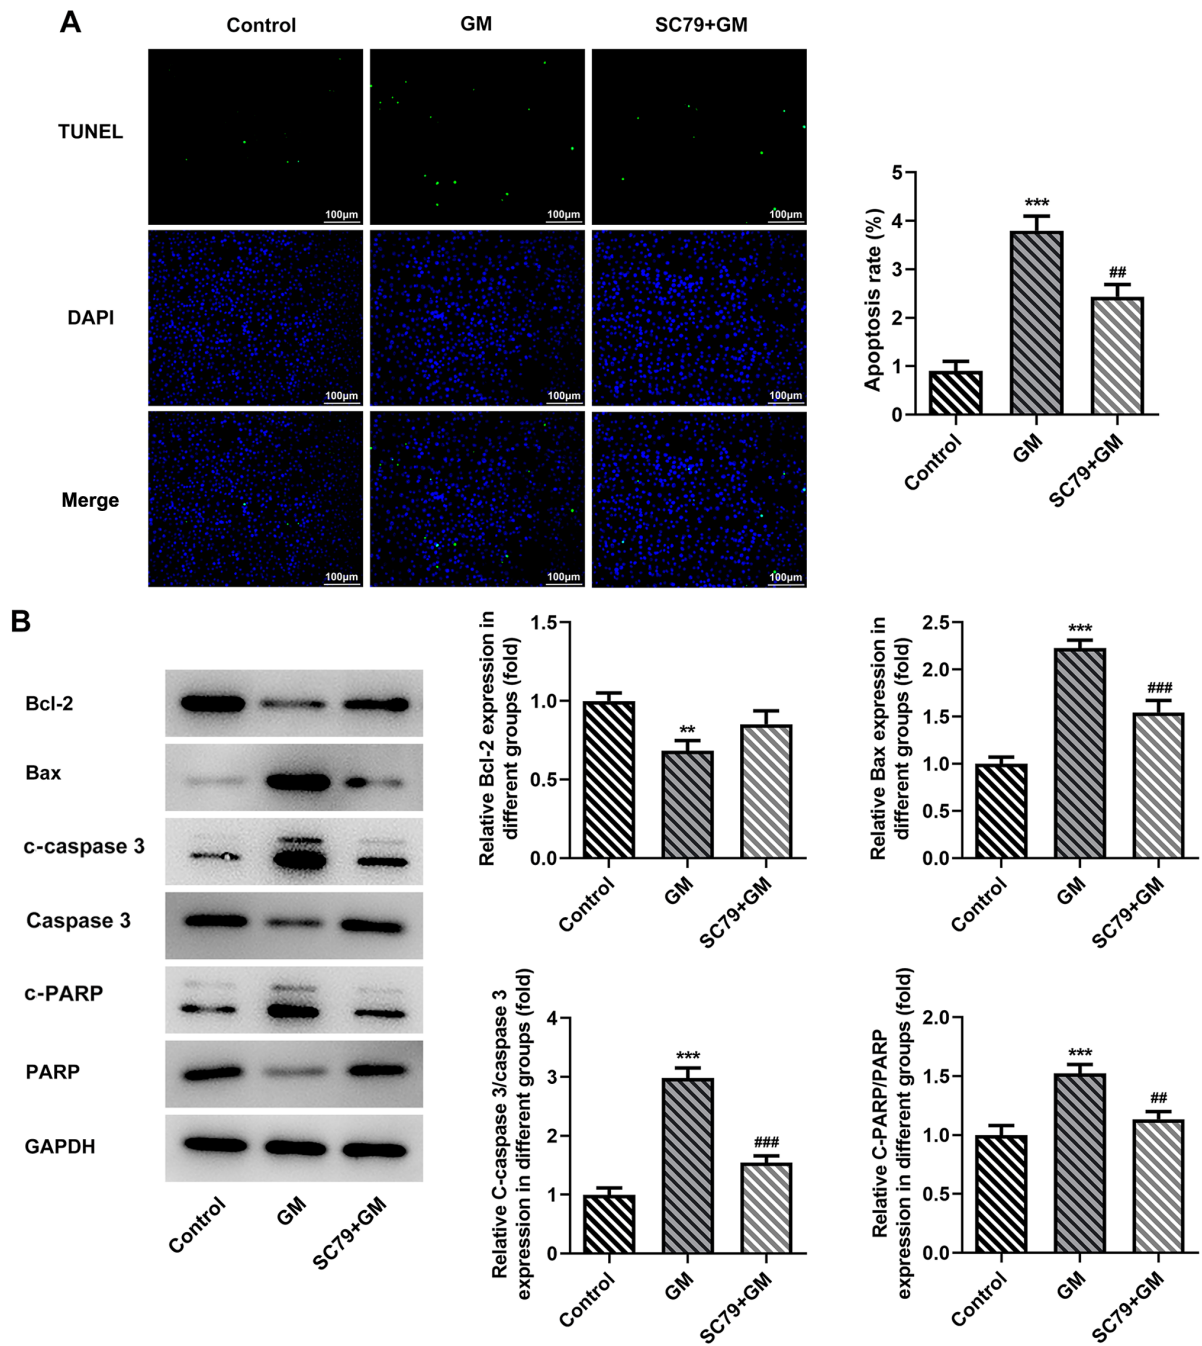 A
Control
GM
SC79+GM
TUNEL
100μm
100μm
100μm
DAPI
100μm
100μm
100μm
Merge
100μm
100μm
100μm
Apoptosis rate (%)
5
4
3
2
1
0
***
##
Control
GM
SC79+GM
B
Bcl-2
Bax
c-caspase 3
Caspase 3
c-PARP
PARP
GAPDH
Control
GM
SC79+GM
Relative Bcl-2 expression in
different groups (fold)
1.5
1.0
0.5
0.0
**
Control
GM
SC79+GM
Relative Bax expression in
different groups (fold)
2.5
2.0
1.5
1.0
0.5
0.0
***
###
Control
GM
SC79+GM
Relative C-caspase 3/caspase 3
expression in different groups (fold)
4
3
2
1
0
***
###
Control
GM
SC79+GM
Relative C-PARP/PARP
expression in different groups (fold)
2.0
1.5
1.0
0.5
0.0
***
##
Control
GM
SC79+GM